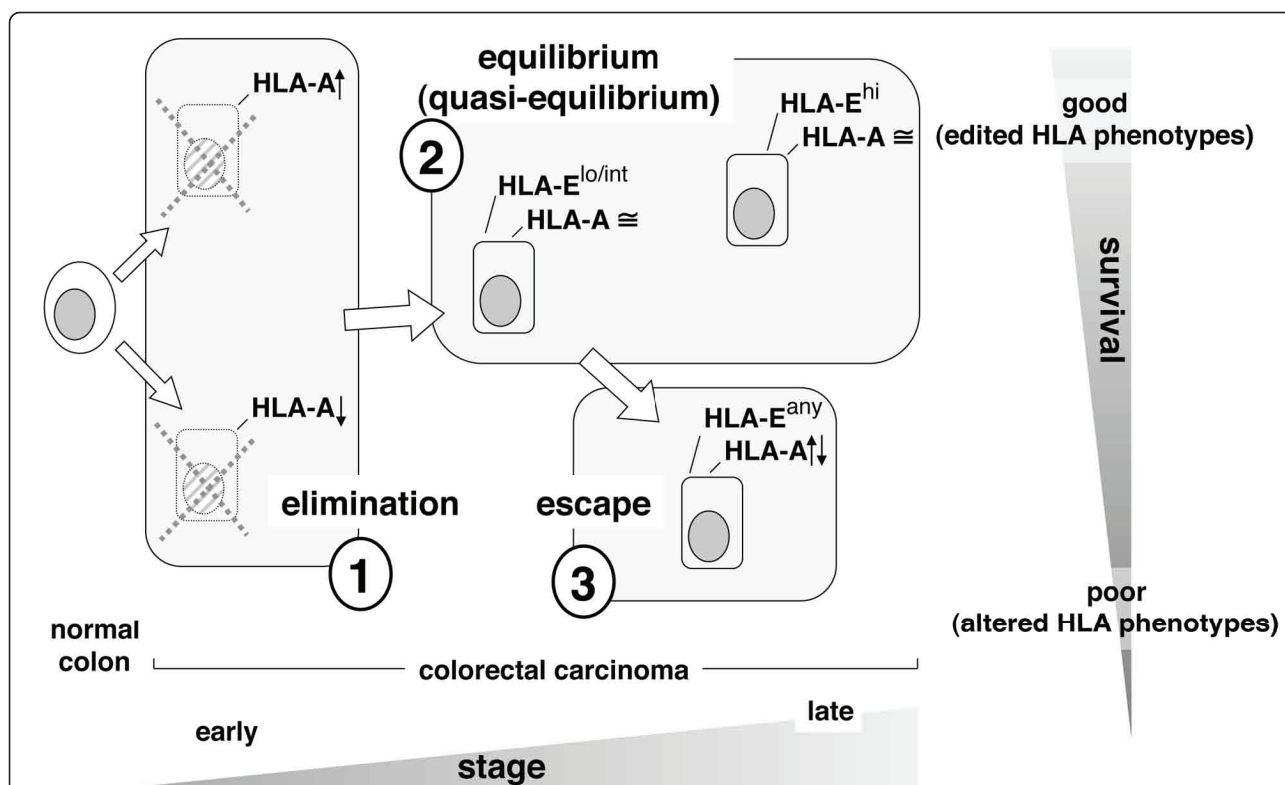 HLA-A↑
equilibrium
(quasi-equilibrium)
2
HLA-E^hi
HLA-A ≅
HLA-E^lo/int
HLA-A ≅
good
(edited HLA phenotypes)
survival
HLA-A↓
elimination
1
escape
3
HLA-E^any
HLA-A↑↓
poor
(altered HLA phenotypes)
normal
colon
colorectal carcinoma
early
late
stage